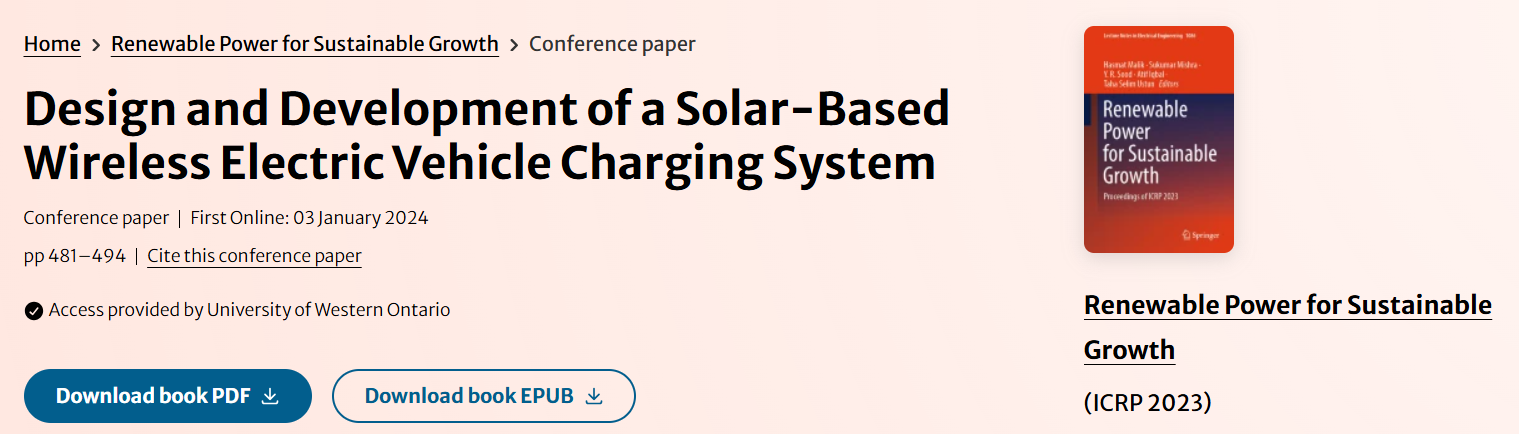 Home > Renewable Power for Sustainable Growth > Conference paper
Design and Development of a Solar-Based
Wireless Electric Vehicle Charging System
Conference paper | First Online: 03 January 2024
pp 481–494 | Cite this conference paper
Access provided by University of Western Ontario
Download book PDF
Download book EPUB
Lecture Notes in Electrical Engineering 1086
Hasmat Malik · Sukumar Mishra ·
Y. R. Sood · Atif Iqbal ·
Taha Selim Ustun Editors
Renewable
Power
for Sustainable
Growth
Proceedings of ICRP 2023
Springer
Renewable Power for Sustainable
Growth
(ICRP 2023)